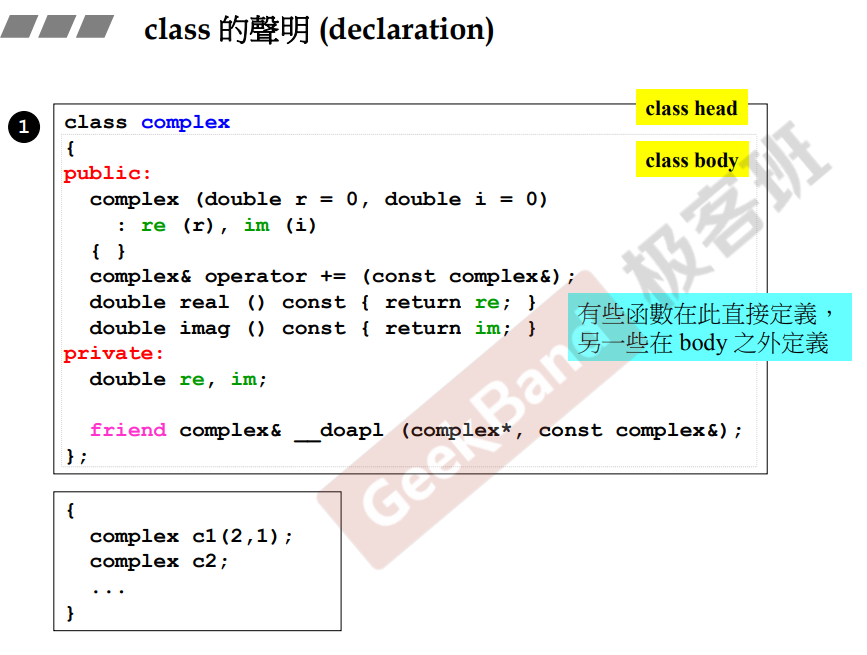 class 的聲明 (declaration)
1
class head
class complex
{
class body
public:
complex (double r = 0, double i = 0)
: re (r), im (i)
{ }
complex& operator += (const complex&);
double real () const { return re; }
double imag () const { return im; }
有些函數在此直接定義，
另一些在 body 之外定義
private:
double re, im;
friend complex& __doapl (complex*, const complex&);
};
{
complex c1(2,1);
complex c2;
...
}
GeekBand 极客班